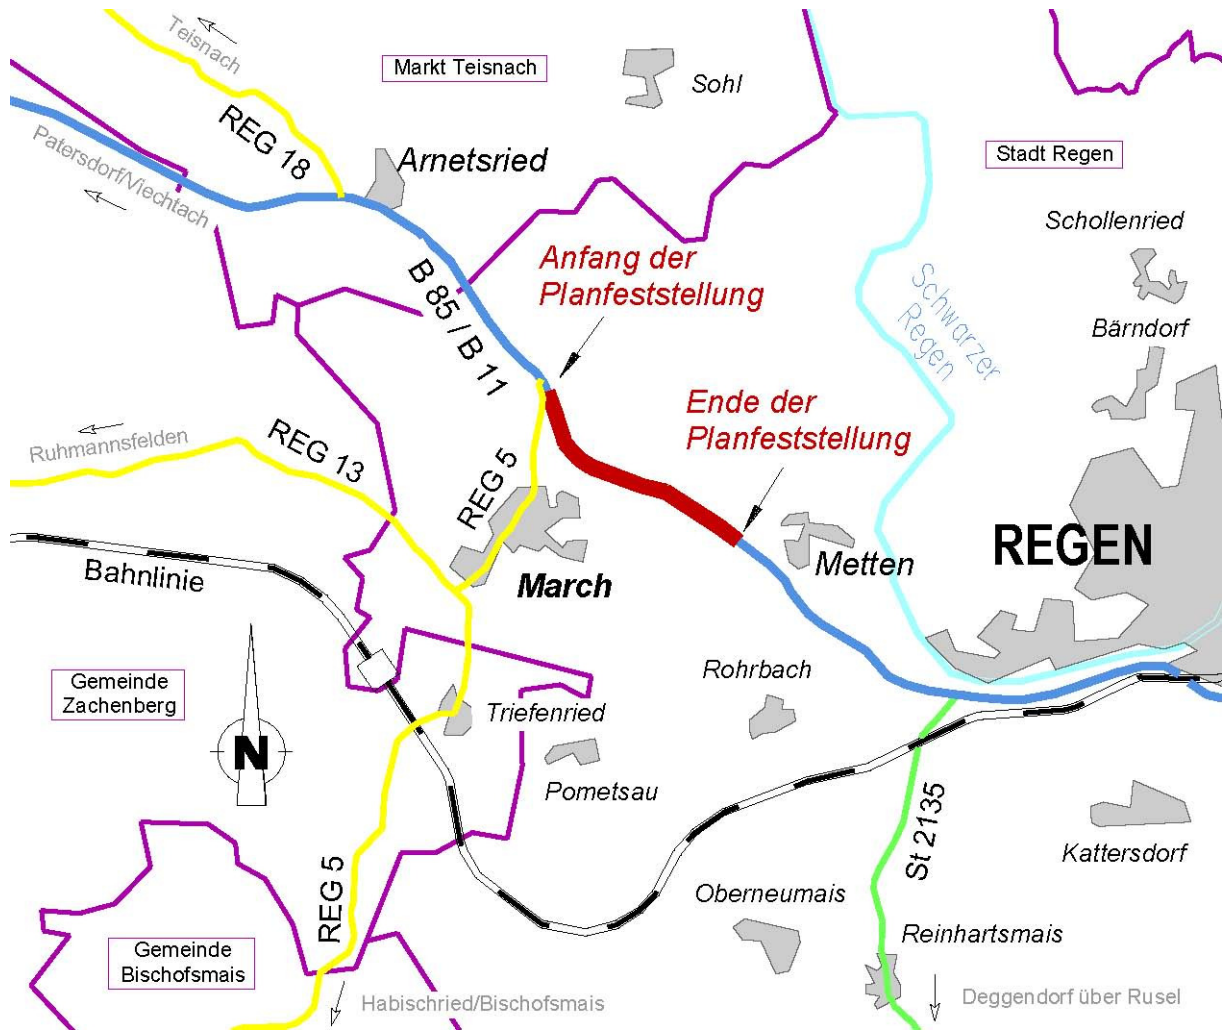 Teisnach
Markt Teisnach
Sohl
REG 18
Patersdorf/Viechtach
Arnetsried
Stadt Regen
Schollenried
Anfang der
Planfeststellung
B 85 / B 11
Schwarzer
Regen
Bärndorf
Ende der
Planfeststellung
Ruhmannsfelden
REG 13
REG 5
REGEN
Bahnlinie
March
Metten
Gemeinde
Zachenberg
Rohrbach
Triefenried
N
Pometsau
St 2135
Kattersdorf
REG 5
Oberneumais
Gemeinde
Bischofsmais
Reinhartsmais
Habischried/Bischofsmais
Deggendorf über Rusel